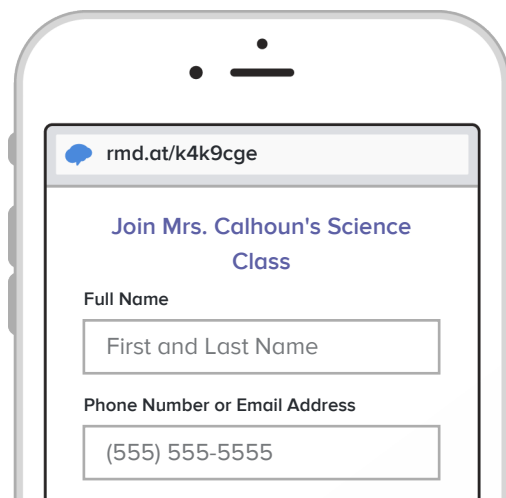 rmd.at/k4k9cge
Join Mrs. Calhoun's Science
Class
Full Name
First and Last Name
Phone Number or Email Address
(555) 555-5555